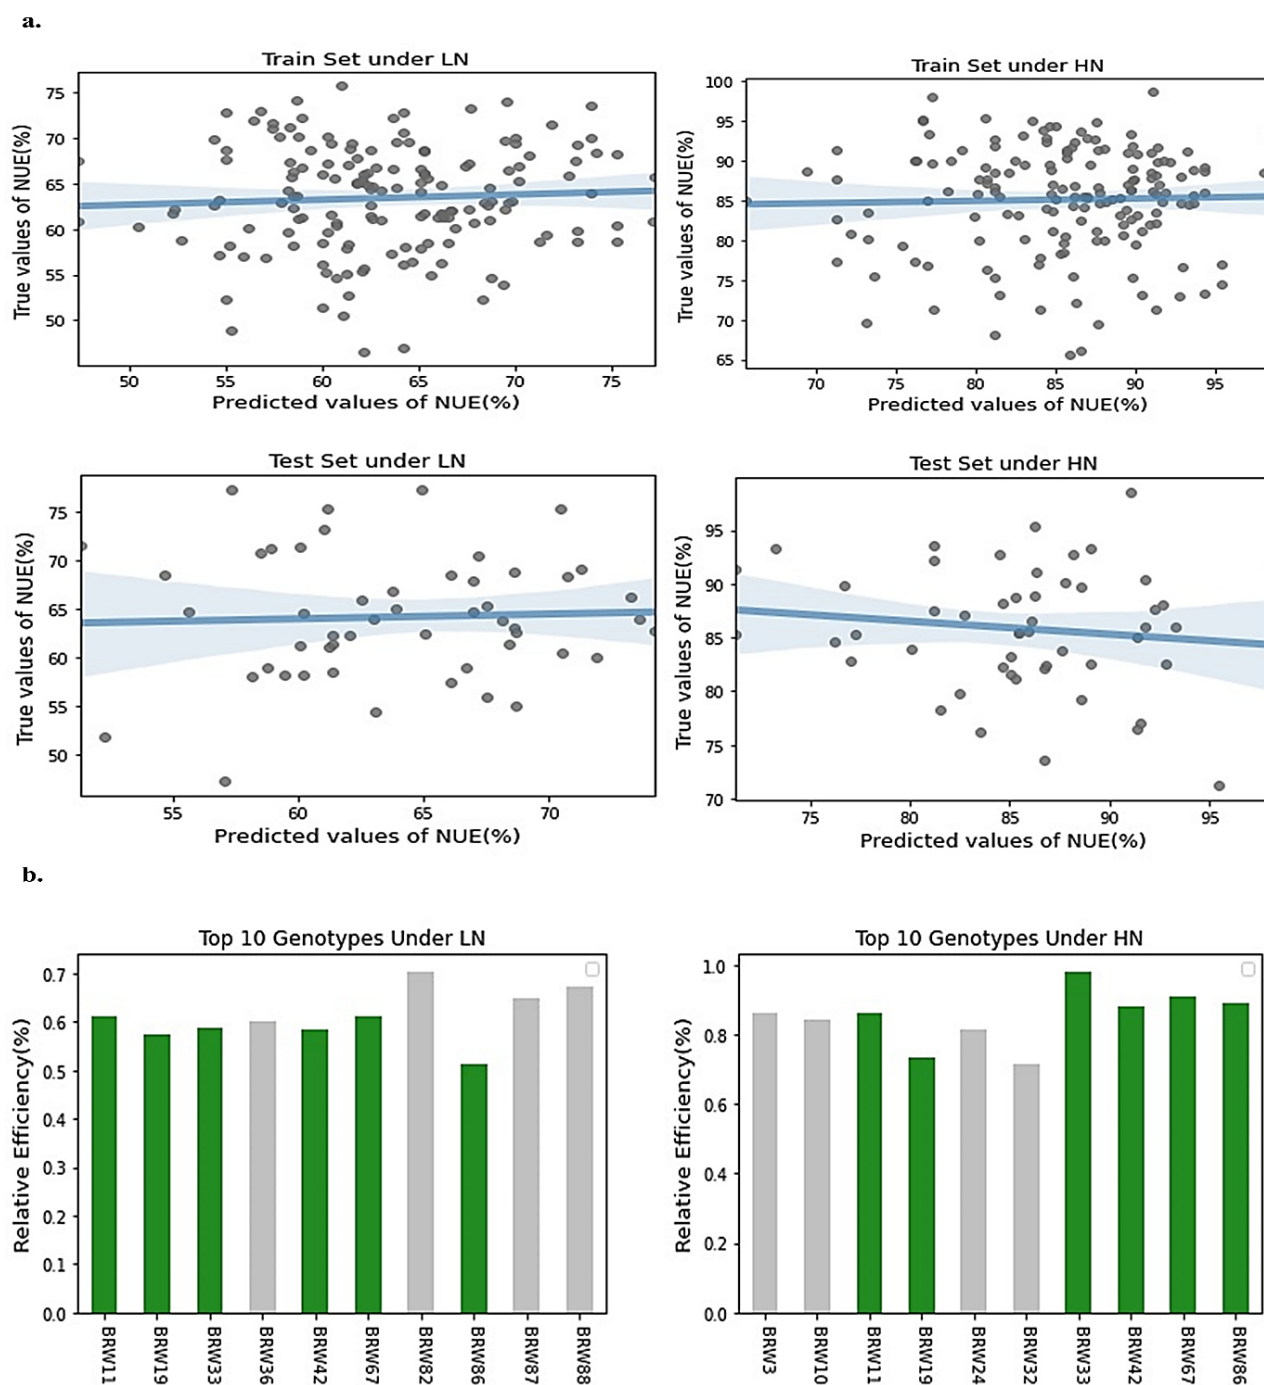 a.
Train Set under LN
True values of NUE(%)
75
70
65
60
55
50
50 55 60 65 70 75
Predicted values of NUE(%)
Train Set under HN
True values of NUE(%)
100
95
90
85
80
75
70
65
70 75 80 85 90 95
Predicted values of NUE(%)
Test Set under LN
True values of NUE(%)
75
70
65
60
55
50
55 60 65 70
Predicted values of NUE(%)
Test Set under HN
True values of NUE(%)
95
90
85
80
75
70
75 80 85 90 95
Predicted values of NUE(%)
b.
Top 10 Genotypes Under LN
Relative Efficiency(%)
0.7
0.6
0.5
0.4
0.3
0.2
0.1
0.0
BRW11 BRW19 BRW33 BRW36 BRW42 BRW67 BRW82 BRW86 BRW87 BRW88
Top 10 Genotypes Under HN
Relative Efficiency(%)
1.0
0.8
0.6
0.4
0.2
0.0
BRW3 BRW10 BRW11 BRW19 BRW24 BRW32 BRW33 BRW42 BRW67 BRW86